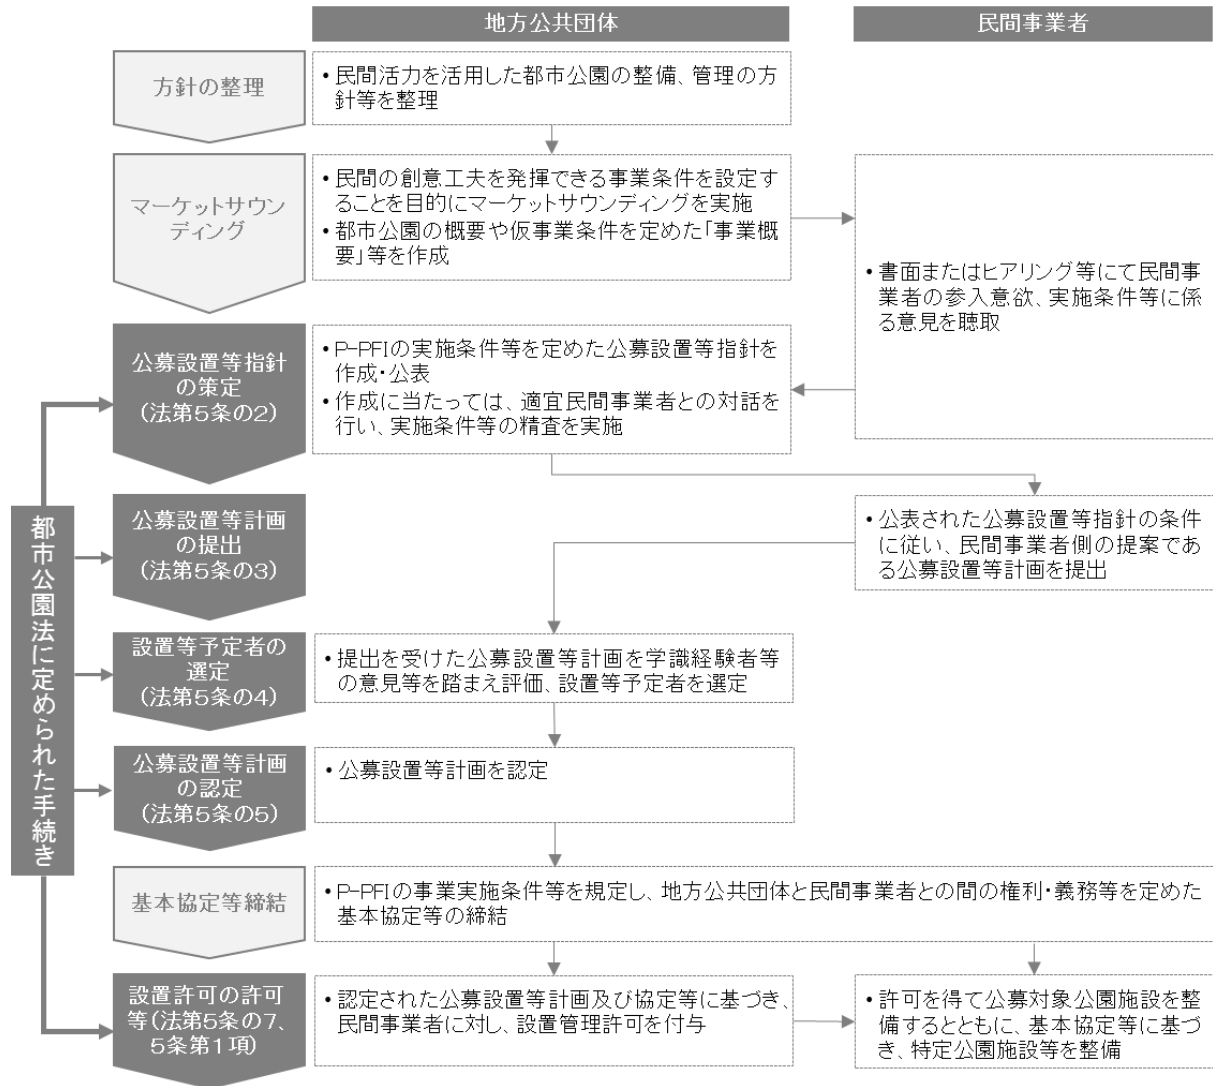 地方公共団体
民間事業者
方針の整理
• 民間活力を活用した都市公園の整備、管理の方
針等を整理
マーケットサウン
ディング
• 民間の創意工夫を発揮できる事業条件を設定す
ることを目的にマーケットサウンディングを実施
• 都市公園の概要や仮事業条件を定めた「事業概
要」等を作成
• 書面またはヒアリング等にて民間事
業者の参入意欲、実施条件等に係
る意見を聴取
公募設置等指針
の策定
(法第5条の2)
• P-PFIの実施条件等を定めた公募設置等指針を
作成・公表
• 作成に当たっては、適宜民間事業者との対話を
行い、実施条件等の精査を実施
都市公園法に定められた手続き
公募設置等計画
の提出
(法第5条の3)
• 公表された公募設置等指針の条件
に従い、民間事業者側の提案であ
る公募設置等計画を提出
設置等予定者の
選定
(法第5条の4)
• 提出を受けた公募設置等計画を学識経験者等
の意見等を踏まえ評価、設置等予定者を選定
公募設置等計画
の認定
(法第5条の5)
• 公募設置等計画を認定
基本協定等締結
• P-PFIの事業実施条件等を規定し、地方公共団体と民間事業者との間の権利・義務等を定めた
基本協定等の締結
設置許可の許可
等(法第5条の7、
5条第1項)
• 認定された公募設置等計画及び協定等に基づき、
民間事業者に対し、設置管理許可を付与
• 許可を得て公募対象公園施設を整
備するとともに、基本協定等に基づ
き、特定公園施設等を整備